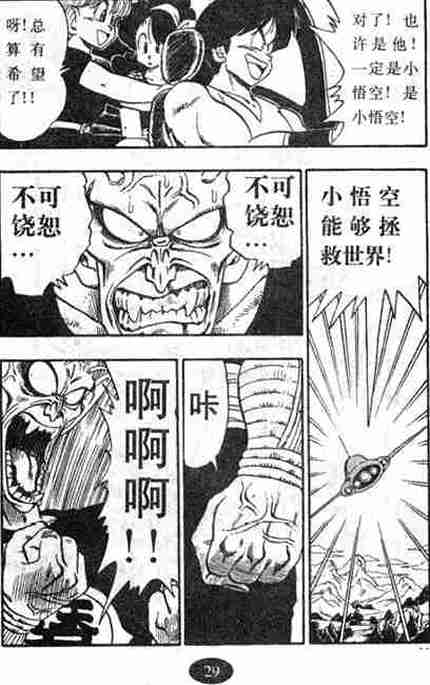 对了！也
许是他！
一定是小
悟空！是
小悟空！
呀！总
算有
希望
了！！
小悟空
能够拯
救世界！
不可
饶恕
…
不可
饶恕
…
咔
啊啊啊！！
29